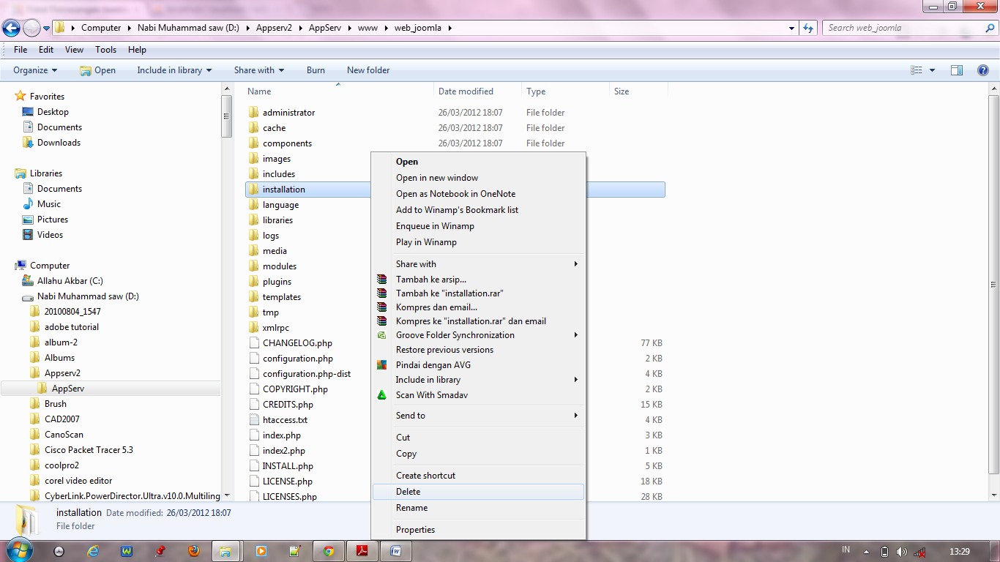 Computer Nabi Muhammad saw (D:) Appserv2 AppServ www web_joomla Search web_joomla
File Edit View Tools Help
Organize Open Include in library Share with Burn New folder
Favorites
Desktop
Documents
Downloads
Libraries
Documents
Music
Pictures
Videos
Computer
Allahu Akbar (C:)
Nabi Muhammad saw (D:)
20100804_1547
adobe tutorial
album-2
Albums
Appserv2
AppServ
Brush
CAD2007
CanoScan
Cisco Packet Tracer 5.3
coolpro2
corel video editor
CyberLink.PowerDirector.Ultra.v10.0.Multiling
Name Date modified Type Size
administrator 26/03/2012 18:07 File folder
cache 26/03/2012 18:07 File folder
components 26/03/2012 18:07 File folder
images
includes
installation
language
libraries
logs
media
modules
plugins
templates
tmp
xmlrpc
CHANGELOG.php 77 KB
configuration.php 2 KB
configuration.php-dist 4 KB
COPYRIGHT.php 2 KB
CREDITS.php 15 KB
htaccess.txt 4 KB
index.php 3 KB
index2.php 1 KB
INSTALL.php 5 KB
LICENSE.php 18 KB
LICENSES.php 28 KB
Open
Open in new window
Open as Notebook in OneNote
Add to Winamp's Bookmark list
Enqueue in Winamp
Play in Winamp
Share with
Tambah ke arsip...
Tambah ke "installation.rar"
Kompres dan email...
Kompres ke "installation.rar" dan email
Groove Folder Synchronization
Restore previous versions
Pindai dengan AVG
Include in library
Scan With Smadav
Send to
Cut
Copy
Create shortcut
Delete
Rename
Properties
installation Date modified: 26/03/2012 18:07
File folder
IN 13:29